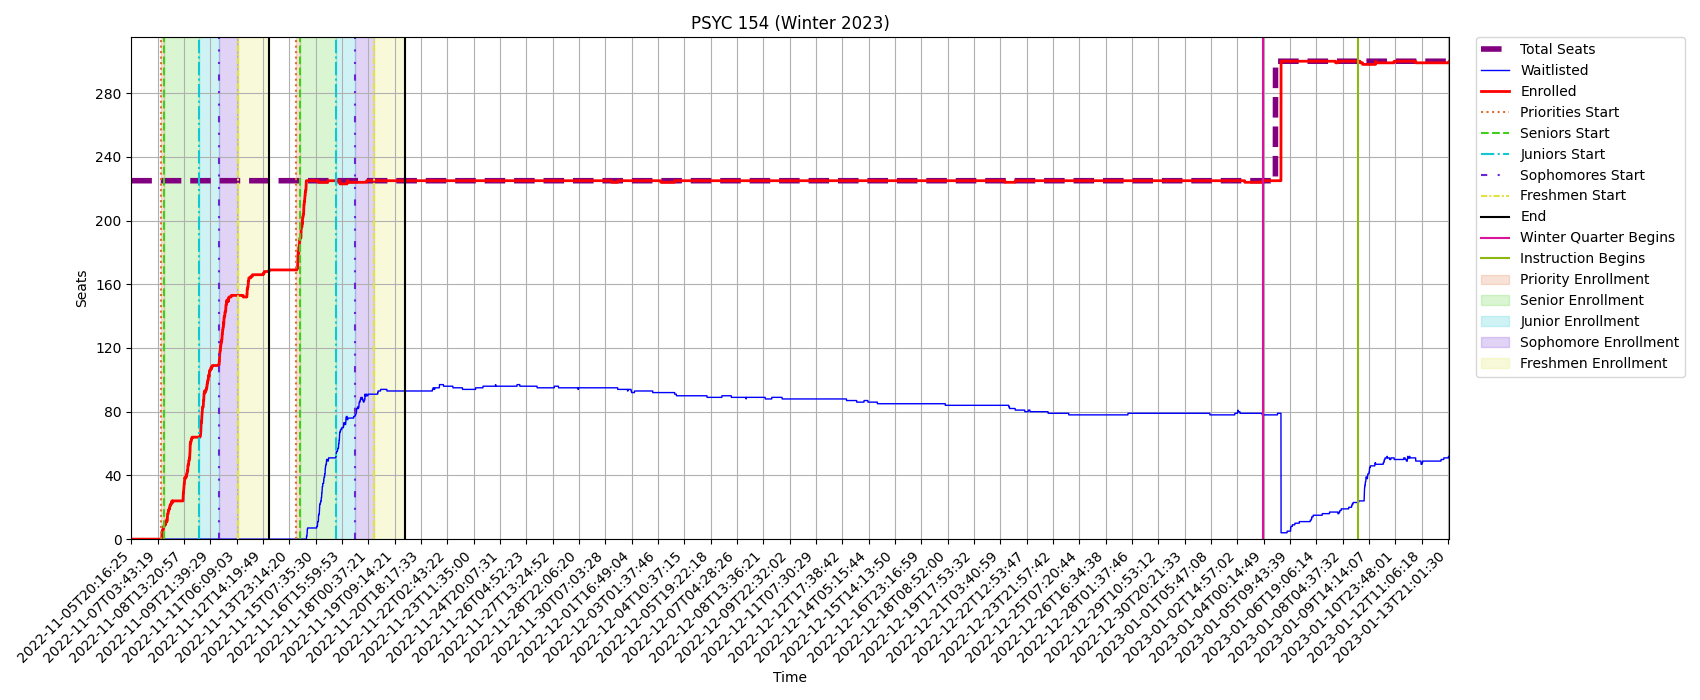 PSYC 154 (Winter 2023)
Seats
280
240
200
160
120
80
40
0
2022-11-05T20:16:25
2022-11-07T03:43:19
2022-11-08T13:20:57
2022-11-09T21:39:29
2022-11-11T06:09:03
2022-11-12T14:19:49
2022-11-13T23:14:20
2022-11-15T07:35:30
2022-11-16T15:59:53
2022-11-18T00:37:21
2022-11-19T09:14:21
2022-11-20T18:17:33
2022-11-22T02:43:22
2022-11-23T11:35:00
2022-11-24T20:07:31
2022-11-26T04:52:23
2022-11-27T13:24:52
2022-11-28T22:06:20
2022-11-30T07:03:28
2022-12-01T16:49:04
2022-12-03T01:37:46
2022-12-04T10:37:15
2022-12-05T19:22:18
2022-12-07T04:28:26
2022-12-08T13:36:21
2022-12-09T22:32:02
2022-12-11T07:30:29
2022-12-12T17:38:42
2022-12-14T05:15:44
2022-12-15T14:13:50
2022-12-16T23:16:59
2022-12-18T08:52:00
2022-12-19T17:53:32
2022-12-21T03:40:59
2022-12-22T12:53:47
2022-12-23T21:57:42
2022-12-25T07:20:44
2022-12-26T16:34:38
2022-12-28T01:37:46
2022-12-29T10:53:12
2022-12-30T20:21:33
2023-01-01T05:47:08
2023-01-02T14:57:02
2023-01-04T00:14:49
2023-01-05T09:43:39
2023-01-06T19:06:14
2023-01-08T04:37:32
2023-01-09T14:14:07
2023-01-10T23:48:01
2023-01-12T11:06:18
2023-01-13T21:01:30
Time
Total Seats
Waitlisted
Enrolled
Priorities Start
Seniors Start
Juniors Start
Sophomores Start
Freshmen Start
End
Winter Quarter Begins
Instruction Begins
Priority Enrollment
Senior Enrollment
Junior Enrollment
Sophomore Enrollment
Freshmen Enrollment